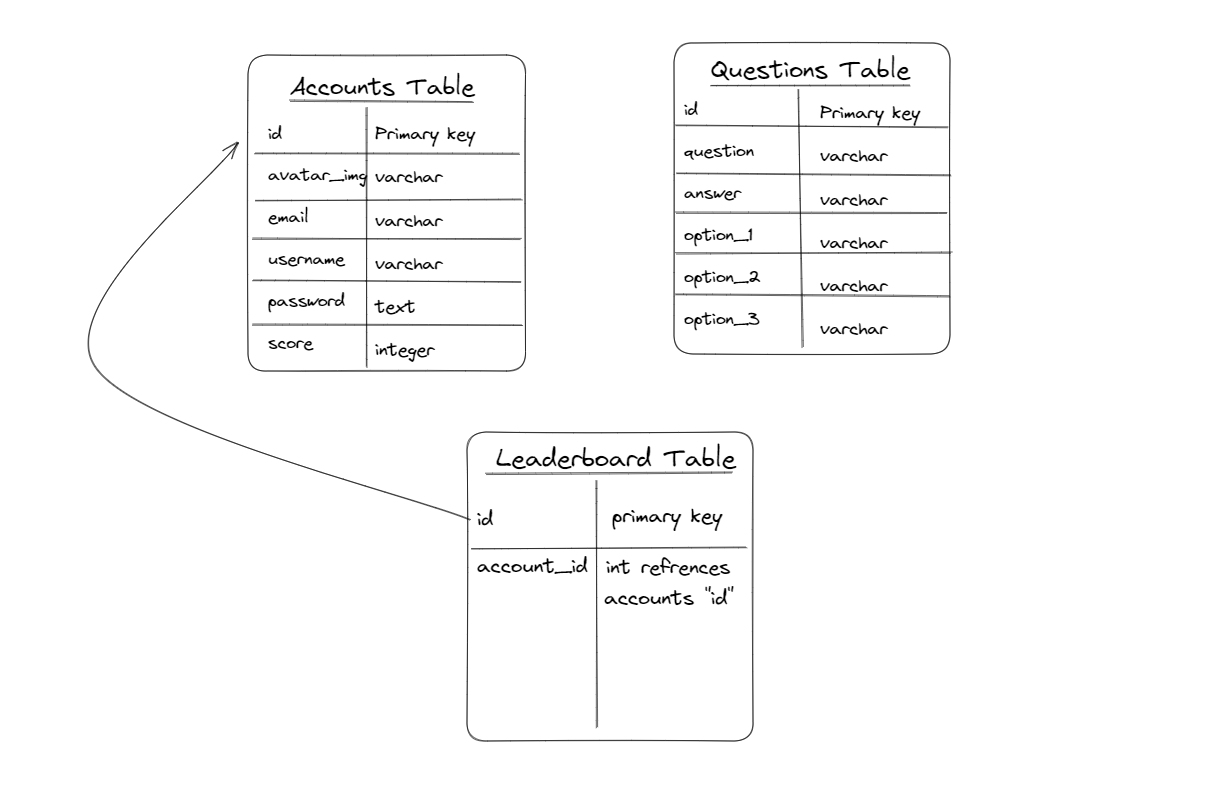 Accounts Table
id Primary key
avatar_img varchar
email varchar
username varchar
password text
score integer
Questions Table
id Primary key
question varchar
answer varchar
option_1 varchar
option_2 varchar
option_3 varchar
Leaderboard Table
id primary key
account_id int refrences
accounts "id"